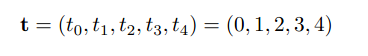 t = (t₀, t₁, t₂, t₃, t₄) = (0, 1, 2, 3, 4)